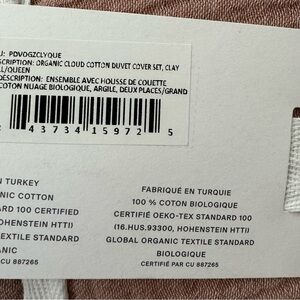 U: PDVOGZCLYQUE
SCRIPTION: ORGANIC CLOUD COTTON DUVET COVER SET, CLAY
LL/QUEEN
DESCRIPTION: ENSEMBLE AVEC HOUSSE DE COUETTE
COTON NUAGE BIOLOGIQUE, ARGILE, DEUX PLACES/GRAND
43734 15972 5
N TURKEY
NIC COTTON
ARD 100 CERTIFIED
HOHENSTEIN HTTI)
TEXTILE STANDARD
ANIC
CU 887265
FABRIQUÉ EN TURQUIE
100 % COTON BIOLOGIQUE
CERTIFIÉ OEKO-TEX STANDARD 100
(16.HUS.93300, HOHENSTEIN HTTI)
GLOBAL ORGANIC TEXTILE STANDARD
BIOLOGIQUE
CERTIFIÉ PAR CU 887265